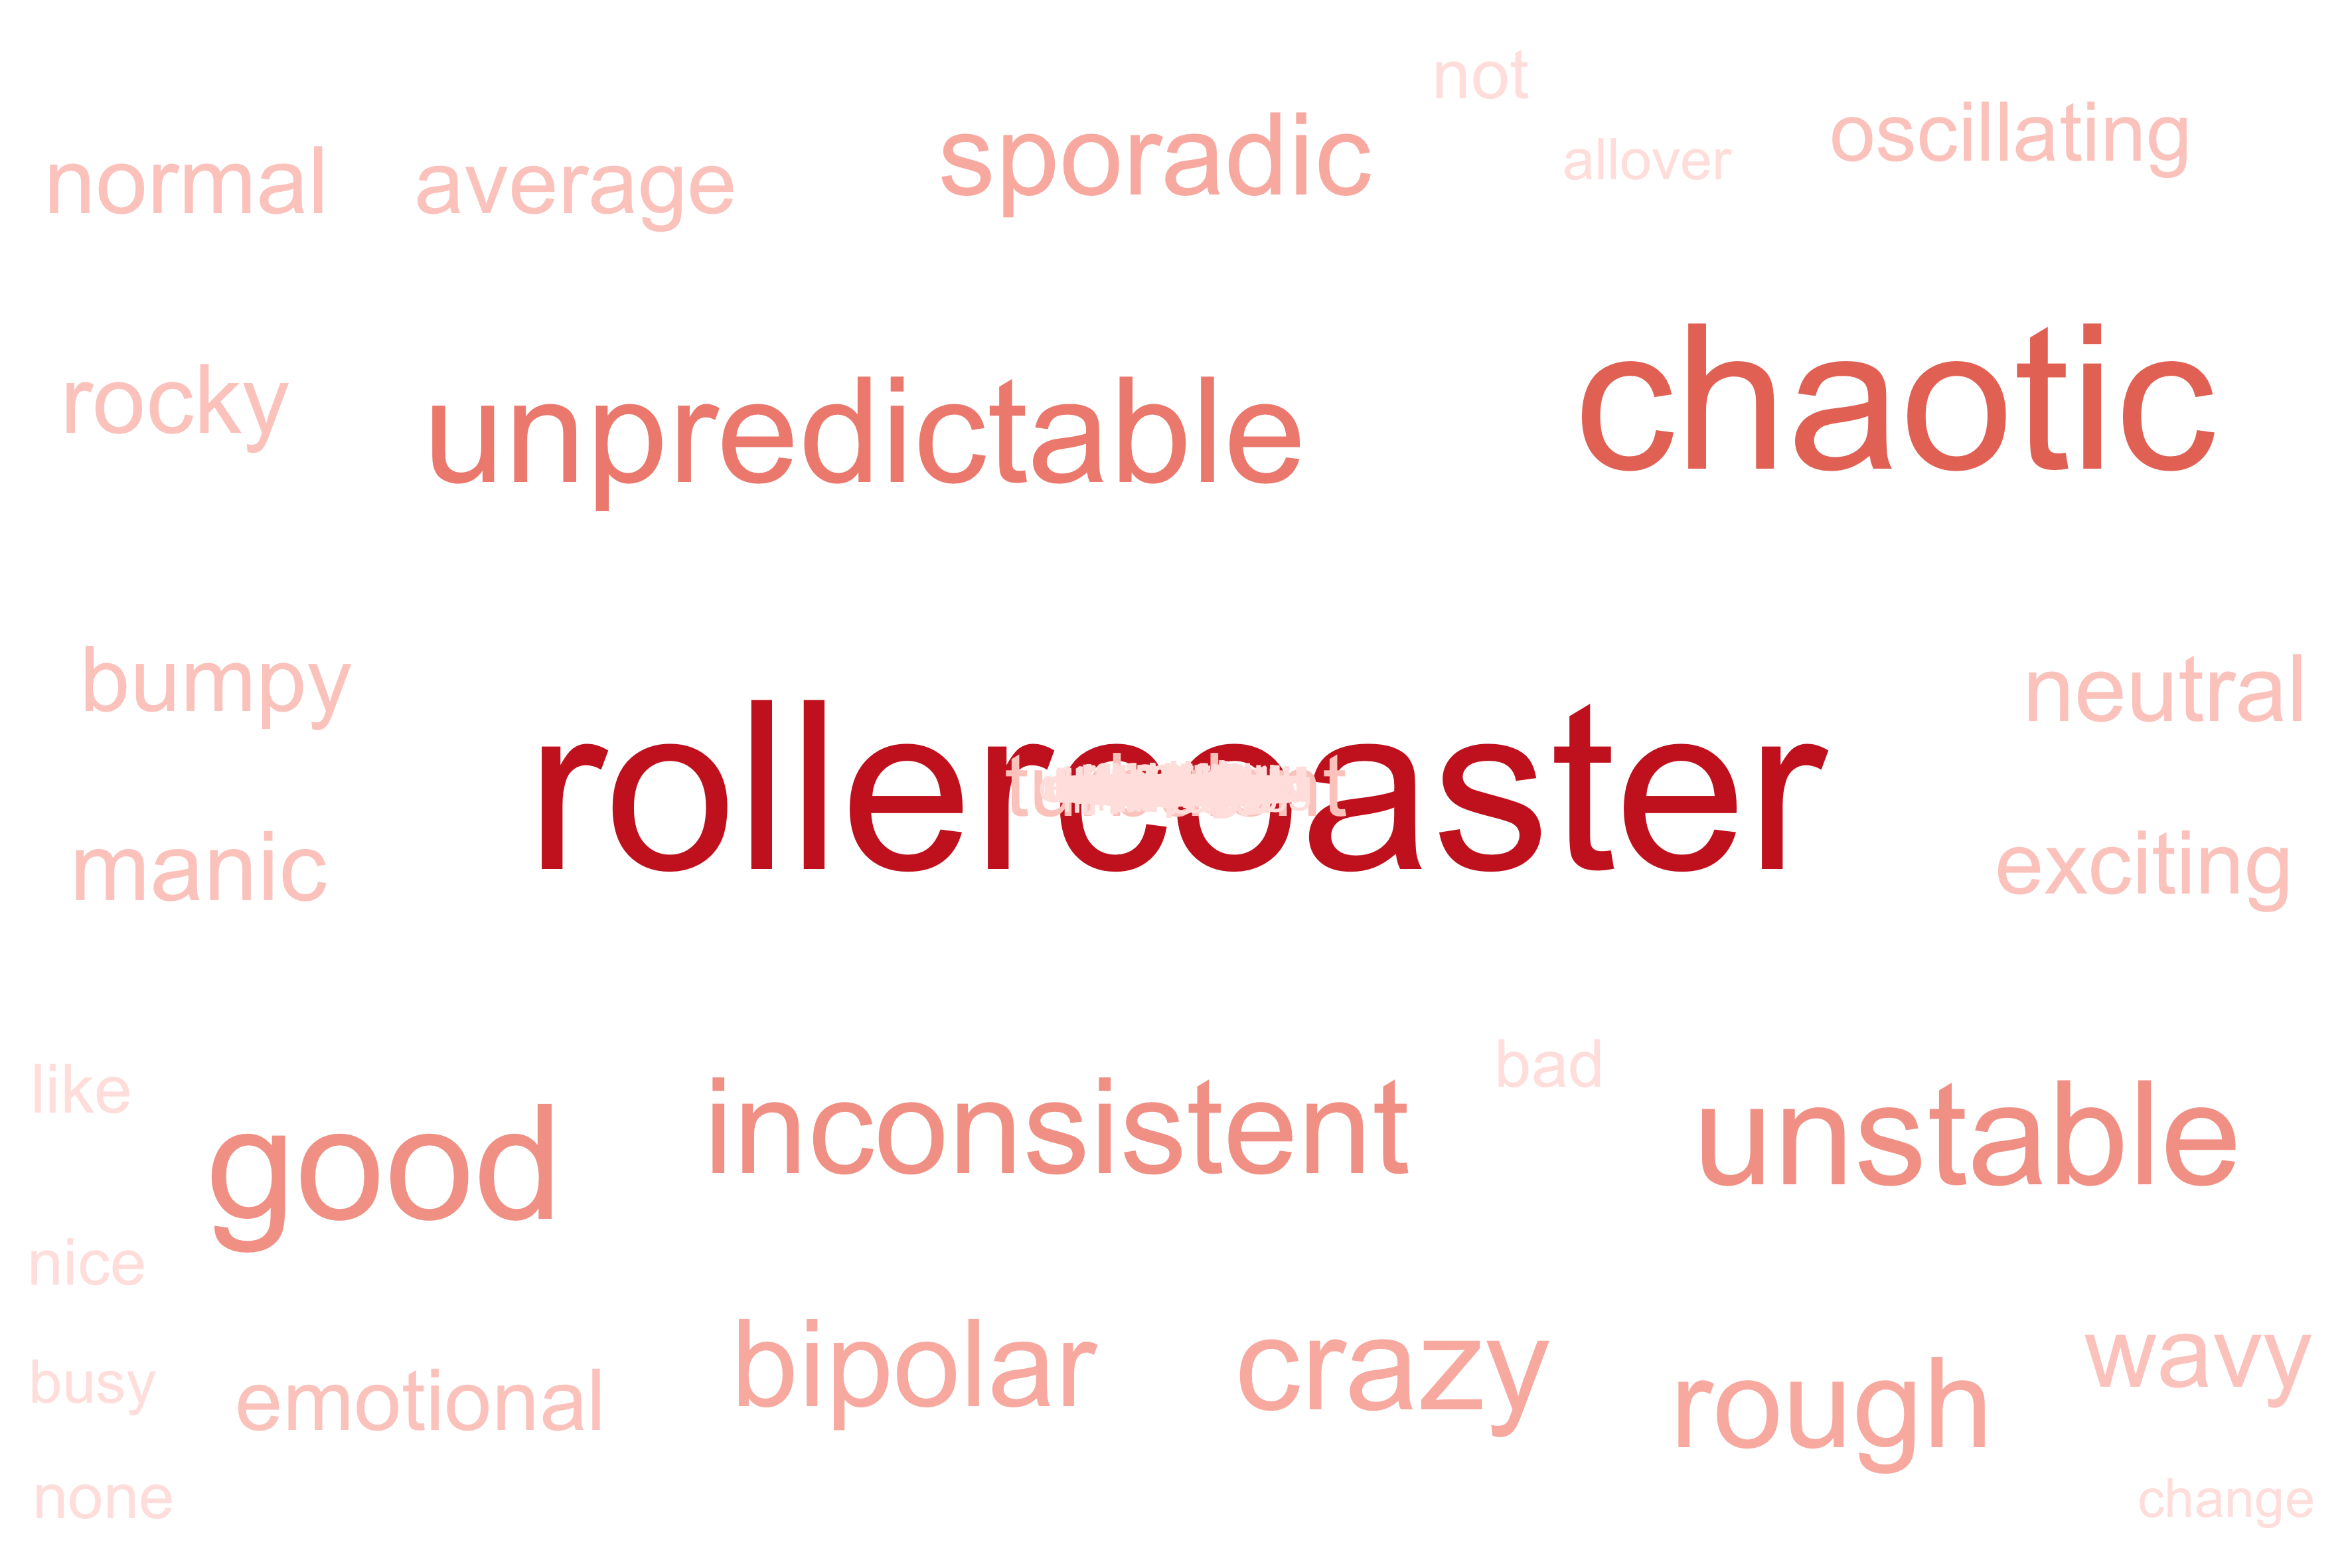 not
oscillating
sporadic
allover
normal average
chaotic
rocky
unpredictable
bumpy
neutral
rollercoaster
manic
exciting
like
bad
good
inconsistent
unstable
nice
bipolar
crazy
wavy
busy
emotional
rough
none
change